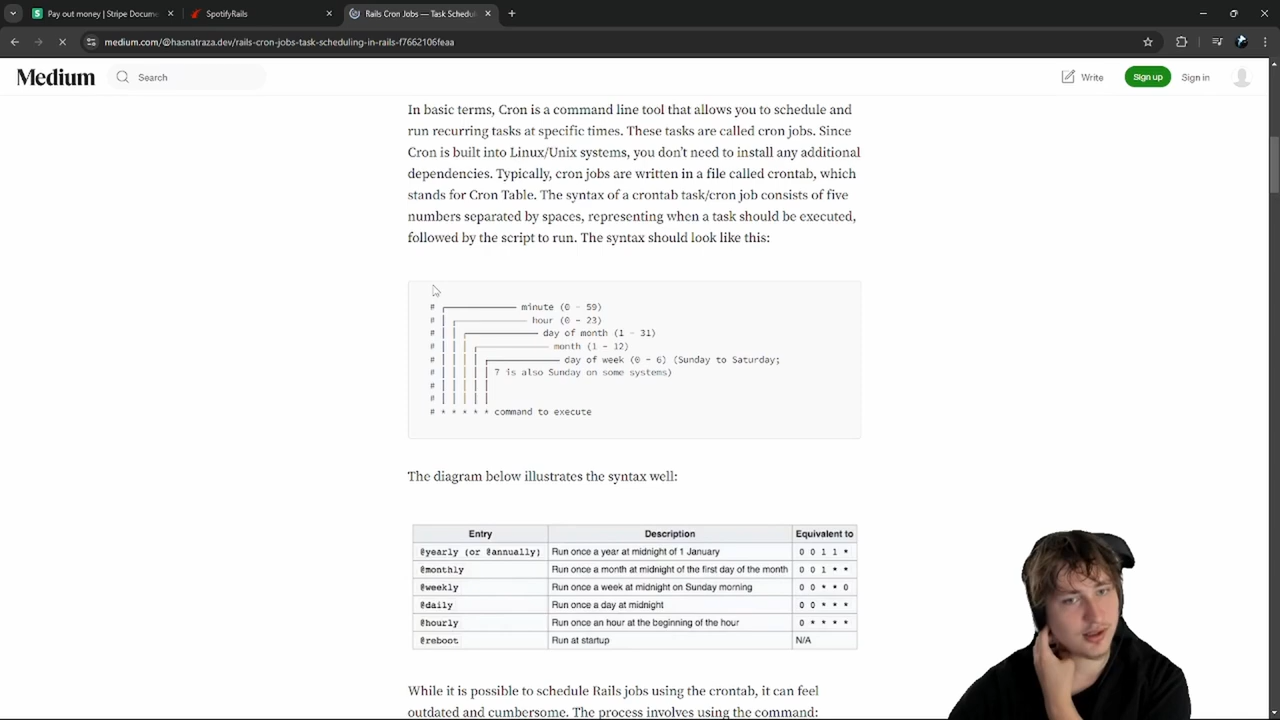 Pay out money | Stripe Docume
SpotifyRails
Rails Cron Jobs — Task Schedul
medium.com/@hasnatraza.dev/rails-cron-jobs-task-scheduling-in-rails-f7662106feaa
Medium
Search
Write
Sign up
Sign in
In basic terms, Cron is a command line tool that allows you to schedule and
run recurring tasks at specific times. These tasks are called cron jobs. Since
Cron is built into Linux/Unix systems, you don't need to install any additional
dependencies. Typically, cron jobs are written in a file called crontab, which
stands for Cron Table. The syntax of a crontab task/cron job consists of five
numbers separated by spaces, representing when a task should be executed,
followed by the script to run. The syntax should look like this:
# ┌───────── minute (0 - 59)
# │ ┌───────── hour (0 - 23)
# │ │ ┌───────── day of month (1 - 31)
# │ │ │ ┌───────── month (1 - 12)
# │ │ │ │ ┌───────── day of week (0 - 6) (Sunday to Saturday;
# │ │ │ │ │ 7 is also Sunday on some systems)
# │ │ │ │ │
# │ │ │ │ │
# * * * * * command to execute
The diagram below illustrates the syntax well:
Entry Description Equivalent to
@yearly (or @annually) Run once a year at midnight of 1 January 0 0 1 1 *
@monthly Run once a month at midnight of the first day of the month 0 0 1 * *
@weekly Run once a week at midnight on Sunday morning 0 0 * * 0
@daily Run once a day at midnight 0 0 * * *
@hourly Run once an hour at the beginning of the hour 0 * * * *
@reboot Run at startup N/A
While it is possible to schedule Rails jobs using the crontab, it can feel
outdated and cumbersome. The process involves using the command: